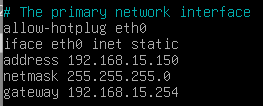 # The primary network interface
allow-hotplug eth0
iface eth0 inet static
address 192.168.15.150
netmask 255.255.255.0
gateway 192.168.15.254